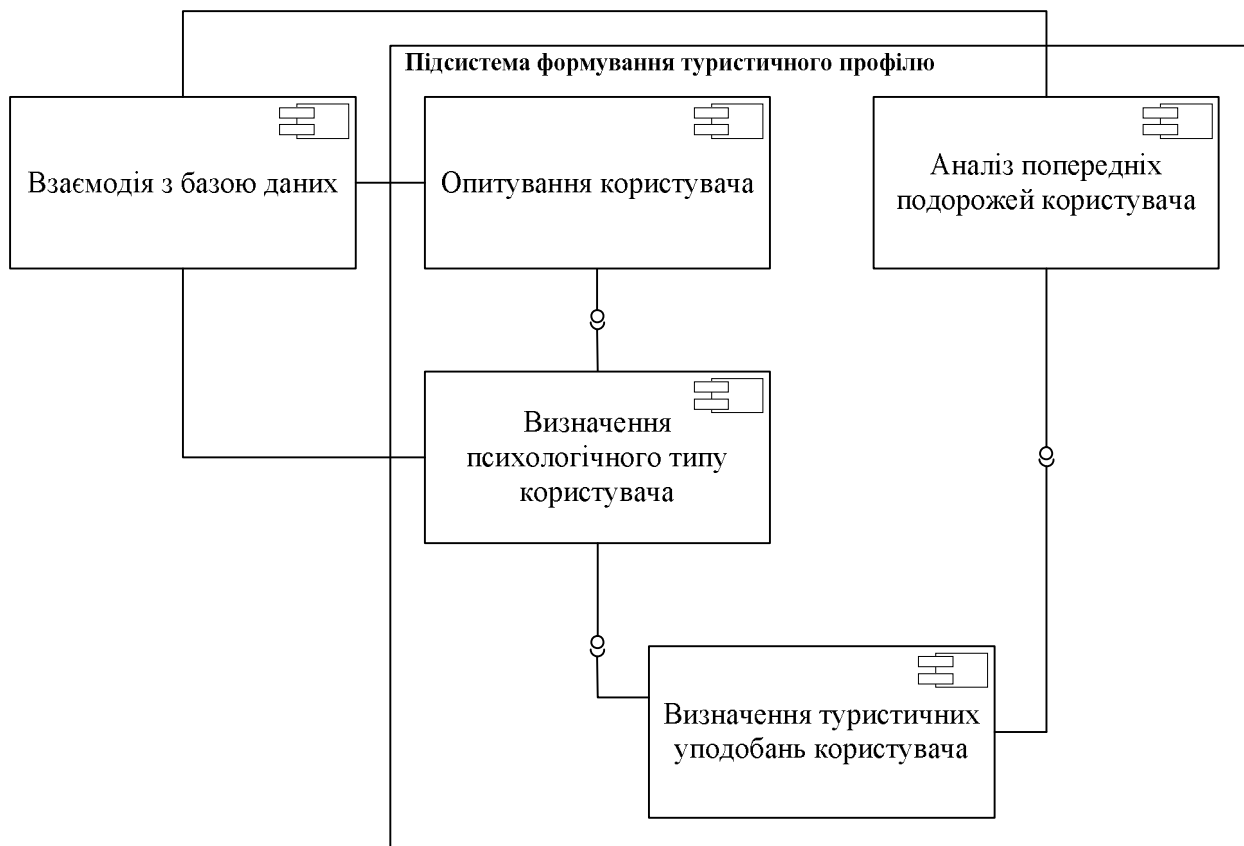 Підсистема формування туристичного профілю
Взаємодія з базою даних
Опитування користувача
Аналіз попередніх
подорожей користувача
Визначення
психологічного типу
користувача
Визначення туристичних
уподобань користувача